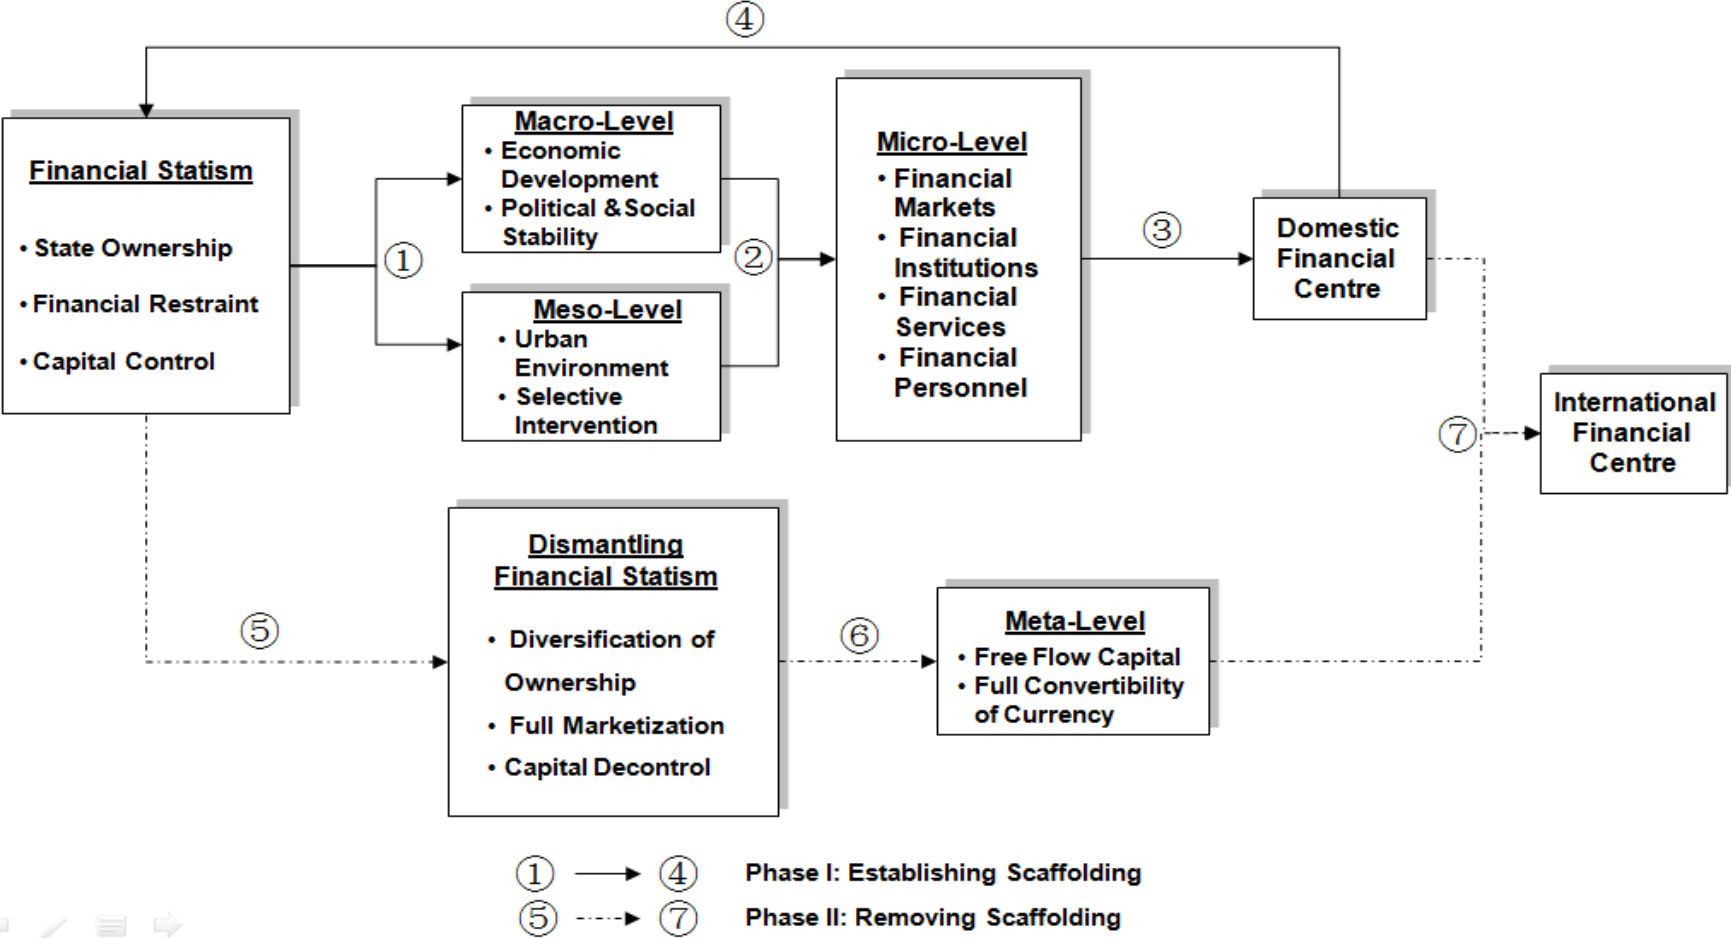 ④
Financial Statism
• State Ownership
• Financial Restraint
• Capital Control
①
Macro-Level
• Economic
Development
• Political & Social
Stability
Meso-Level
• Urban
Environment
• Selective
Intervention
②
Micro-Level
• Financial
Markets
• Financial
Institutions
• Financial
Services
• Financial
Personnel
③
Domestic
Financial
Centre
⑦
International
Financial
Centre
⑤
Dismantling
Financial Statism
• Diversification of
Ownership
• Full Marketization
• Capital Decontrol
⑥
Meta-Level
• Free Flow Capital
• Full Convertibility
of Currency
① ④ Phase I: Establishing Scaffolding
⑤ ⑦ Phase II: Removing Scaffolding